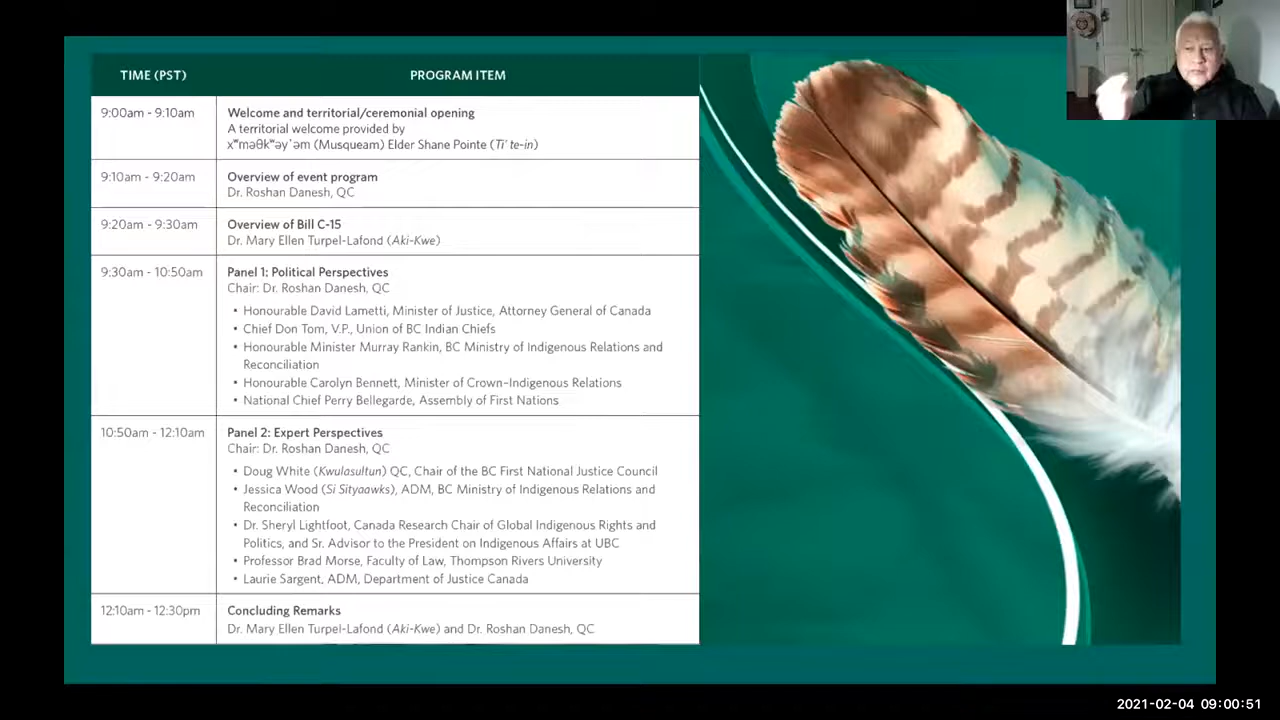 TIME (PST) PROGRAM ITEM
9:00am - 9:10am Welcome and territorial/ceremonial opening
A territorial welcome provided by
xʷməθkʷəy̓əm (Musqueam) Elder Shane Pointe (Ti' te-in)
9:10am - 9:20am Overview of event program
Dr. Roshan Danesh, QC
9:20am - 9:30am Overview of Bill C-15
Dr. Mary Ellen Turpel-Lafond (Aki-Kwe)
9:30am - 10:50am Panel 1: Political Perspectives
Chair: Dr. Roshan Danesh, QC
• Honourable David Lametti, Minister of Justice, Attorney General of Canada
• Chief Don Tom, V.P., Union of BC Indian Chiefs
• Honourable Minister Murray Rankin, BC Ministry of Indigenous Relations and
Reconciliation
• Honourable Carolyn Bennett, Minister of Crown–Indigenous Relations
• National Chief Perry Bellegarde, Assembly of First Nations
10:50am - 12:10am Panel 2: Expert Perspectives
Chair: Dr. Roshan Danesh, QC
• Doug White (Kwulasultun) QC, Chair of the BC First National Justice Council
• Jessica Wood (Si Sityaawks), ADM, BC Ministry of Indigenous Relations and
Reconciliation
• Dr. Sheryl Lightfoot, Canada Research Chair of Global Indigenous Rights and
Politics, and Sr. Advisor to the President on Indigenous Affairs at UBC
• Professor Brad Morse, Faculty of Law, Thompson Rivers University
• Laurie Sargent, ADM, Department of Justice Canada
12:10am - 12:30pm Concluding Remarks
Dr. Mary Ellen Turpel-Lafond (Aki-Kwe) and Dr. Roshan Danesh, QC
2021-02-04 09:00:51